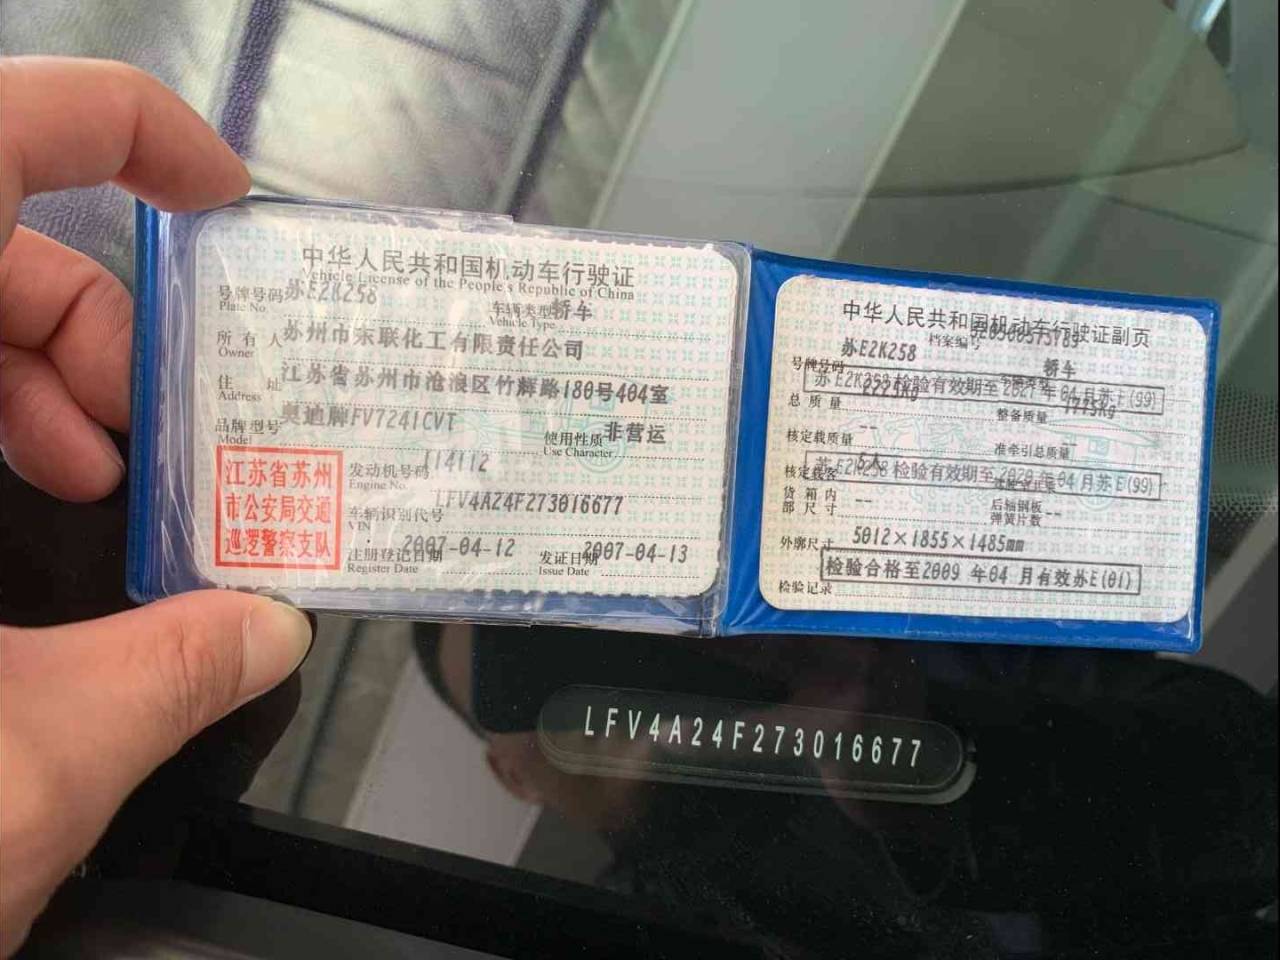 中华人民共和国机动车行驶证
Vehicle License of the People's Republic of China
号牌号码 苏E2K258 车辆类型 轿车
Plate No. Vehicle Type
所有人 苏州市东联化工有限责任公司
Owner
住址 江苏省苏州市沧浪区竹辉路180号404室
Address
品牌型号 奥迪牌FV7241CVT 使用性质 非营运
Model Use Character
江苏省苏州
市公安局交通
巡逻警察支队
发动机号码 114112
Engine No.
车辆识别代号 LFV4A24F273016677
VIN
注册登记日期 2007-04-12 发证日期 2007-04-13
Register Date Issue Date
中华人民共和国机动车行驶证副页
号牌号码 苏E2K258 档案编号
轿车
苏E2K258 检验有效期至2021年04月苏E(99)
总质量 2225Kg 整备质量 1775Kg
核定载质量 -- 准牵引总质量 --
核定载客 5人
苏E2K258 检验有效期至2020年04月苏E(99)
货箱内部尺寸 -- 后轴钢板弹簧片数 --
外廓尺寸 5012×1855×1485mm
检验合格至2009年04月有效苏E(01)
检验记录
LFV4A24F273016677